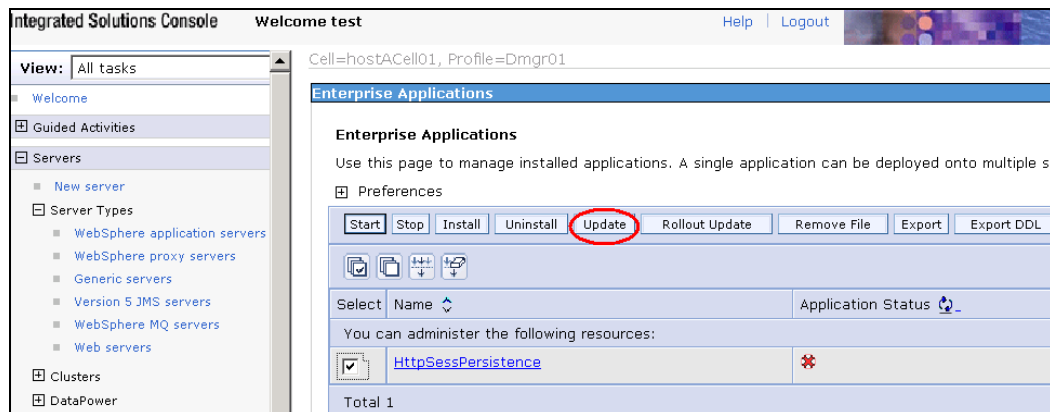 Integrated Solutions Console Welcome test Help Logout
Cell=hostACell01, Profile=Dmgr01
View: All tasks
Welcome
Guided Activities
Servers
New server
Server Types
WebSphere application servers
WebSphere proxy servers
Generic servers
Version 5 JMS servers
WebSphere MQ servers
Web servers
Clusters
DataPower
Enterprise Applications
Enterprise Applications
Use this page to manage installed applications. A single application can be deployed onto multiple s
Preferences
Start Stop Install Uninstall Update Rollout Update Remove File Export Export DDL
Select Name Application Status
You can administer the following resources:
HttpSessPersistence
Total 1